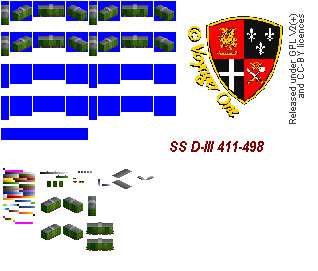 © Voyager One
Released under GPL V2(+)
and CC-BY licences
SS D-III 411-498